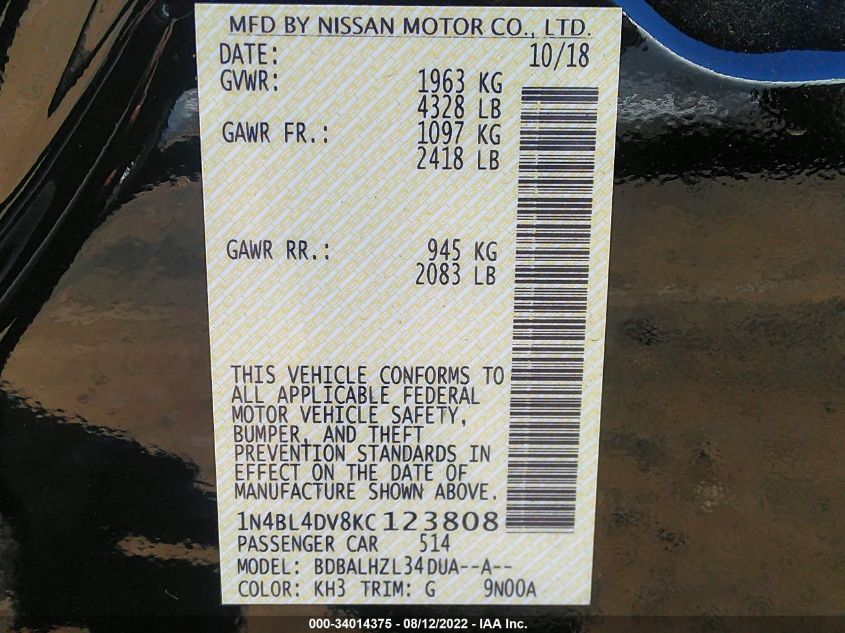 MFD BY NISSAN MOTOR CO., LTD.
DATE: 10/18
GVWR: 1963 KG
4328 LB
GAWR FR.: 1097 KG
2418 LB
GAWR RR.: 945 KG
2083 LB
THIS VEHICLE CONFORMS TO
ALL APPLICABLE FEDERAL
MOTOR VEHICLE SAFETY,
BUMPER, AND THEFT
PREVENTION STANDARDS IN
EFFECT ON THE DATE OF
MANUFACTURE SHOWN ABOVE.
1N4BL4DV8KC123808
PASSENGER CAR 514
MODEL: BDBALHZL34DUA--A--
COLOR: KH3 TRIM: G 9N00A
000-34014375 - 08/12/2022 - IAA Inc.